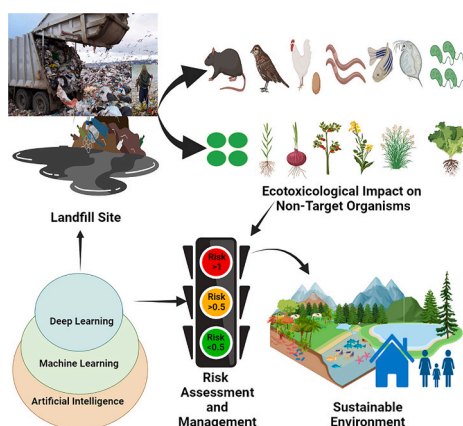 Ecotoxicological Impact on
Non-Target Organisms
Landfill Site
Risk
>1
Risk
>0.5
Risk
<0.5
Deep Learning
Machine Learning
Artificial Intelligence
Risk
Assessment
and
Management
Sustainable
Environment